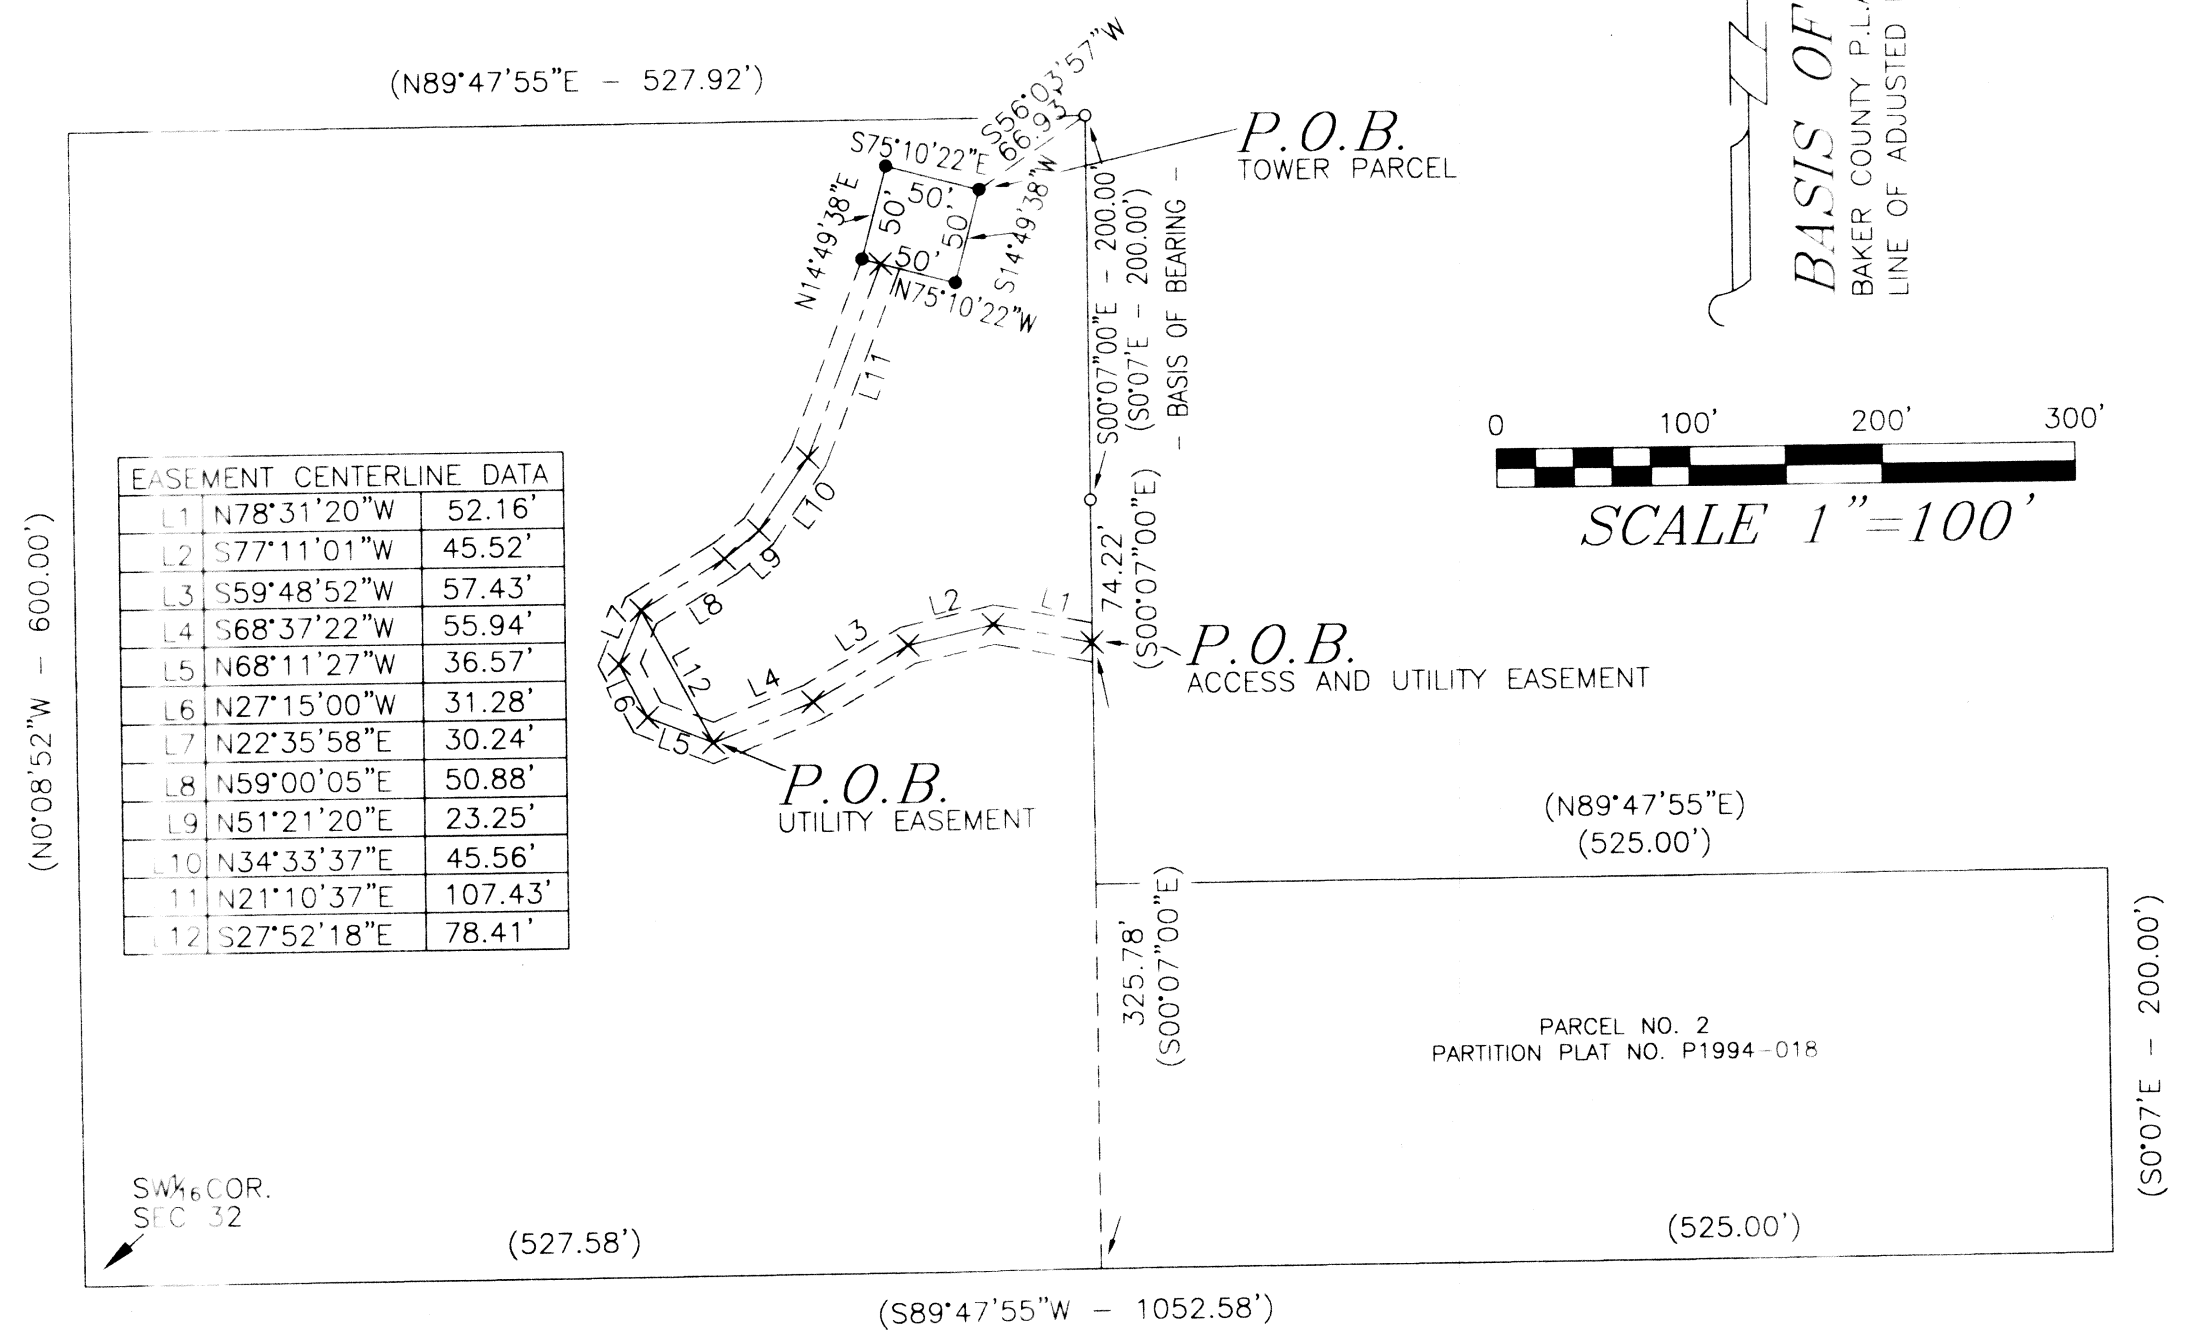 (N89°47'55"E – 527.92')
S56°03'57"W
66.93'
P.O.B.
TOWER PARCEL
S75°10'22"E
50'
N14°49'38"E
50'
50'
S14°49'38"W
50'
N75°10'22"W
S00°07"00"E – 200.00'
(S0°07'E – 200.00')
– BASIS OF BEARING –
BASIS OF
BAKER COUNTY P.L.A
LINE OF ADJUSTED
0 100' 200' 300'
SCALE 1"=100'
(N0°08'52"W – 600.00')
EASEMENT CENTERLINE DATA
L1 N78°31'20"W 52.16'
L2 S77°11'01"W 45.52'
L3 S59°48'52"W 57.43'
L4 S68°37'22"W 55.94'
L5 N68°11'27"W 36.57'
L6 N27°15'00"W 31.28'
L7 N22°35'58"E 30.24'
L8 N59°00'05"E 50.88'
L9 N51°21'20"E 23.25'
L10 N34°33'37"E 45.56'
11 N21°10'37"E 107.43'
L12 S27°52'18"E 78.41'
L11
L10
L9
L8
L7
L12
L6
L5
L4
L3
L2
L1
74.22'
(S00°07"00"E)
P.O.B.
ACCESS AND UTILITY EASEMENT
P.O.B.
UTILITY EASEMENT
(N89°47'55"E)
(525.00')
325.78'
(S00°07"00"E)
PARCEL NO. 2
PARTITION PLAT NO. P1994-018
(S0°07'E – 200.00')
SW1/16 COR.
SEC 32
(527.58')
(525.00')
(S89°47'55"W – 1052.58')